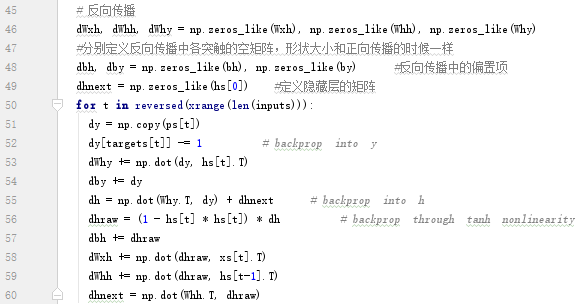 45 # 反向传播
46 dWxh, dWhh, dWhy = np.zeros_like(Wxh), np.zeros_like(Whh), np.zeros_like(Why)
47 #分别定义反向传播中各突触的空矩阵，形状大小和正向传播的时候一样
48 dbh, dby = np.zeros_like(bh), np.zeros_like(by) #反向传播中的偏置项
49 dhnext = np.zeros_like(hs[0]) #定义隐藏层的矩阵
50 for t in reversed(xrange(len(inputs))):
51 dy = np.copy(ps[t])
52 dy[targets[t]] -= 1 # backprop into y
53 dWhy += np.dot(dy, hs[t].T)
54 dby += dy
55 dh = np.dot(Why.T, dy) + dhnext # backprop into h
56 dhraw = (1 - hs[t] * hs[t]) * dh # backprop through tanh nonlinearity
57 dbh += dhraw
58 dWxh += np.dot(dhraw, xs[t].T)
59 dWhh += np.dot(dhraw, hs[t-1].T)
60 dhnext = np.dot(Whh.T, dhraw)